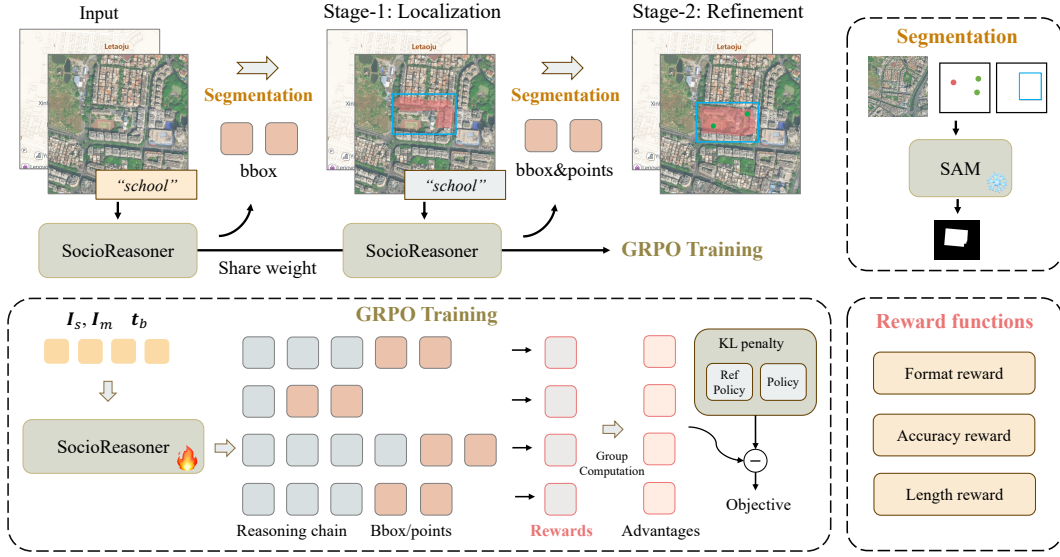 Input
Stage-1: Localization
Stage-2: Refinement
Letaoju
Letaoju
Letaoju
Segmentation
bbox
Segmentation
bbox&points
"school"
"school"
SocioReasoner
Share weight
SocioReasoner
GRPO Training
Segmentation
SAM
GRPO Training
I_s, I_m t_b
SocioReasoner
Reasoning chain
Bbox/points
Rewards
Group
Computation
Advantages
KL penalty
Ref
Policy
Policy
Objective
Reward functions
Format reward
Accuracy reward
Length reward